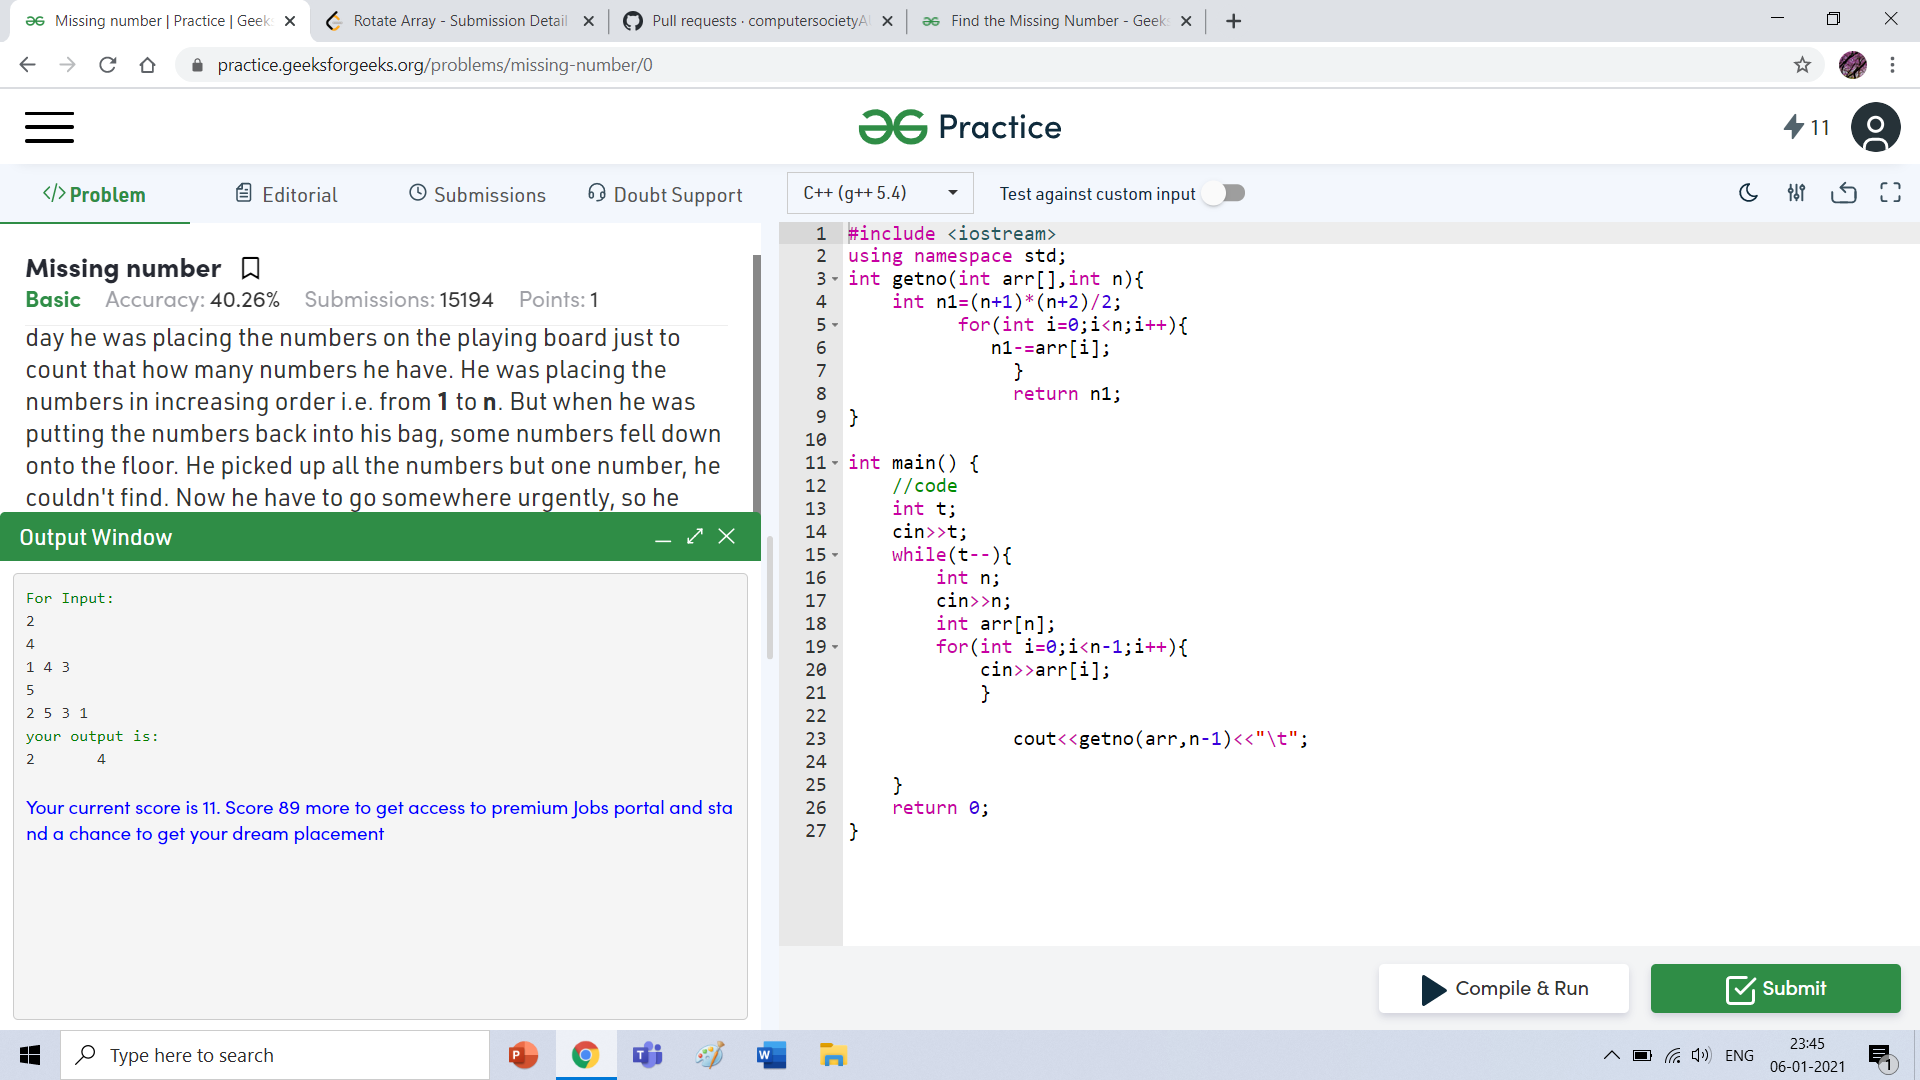 Missing number | Practice | Geek
Rotate Array - Submission Detail
Pull requests · computersocietyA
Find the Missing Number - Geek
practice.geeksforgeeks.org/problems/missing-number/0
Practice
11
</> Problem
Editorial
Submissions
Doubt Support
C++ (g++ 5.4)
Test against custom input
Missing number
Basic Accuracy: 40.26% Submissions: 15194 Points: 1
day he was placing the numbers on the playing board just to
count that how many numbers he have. He was placing the
numbers in increasing order i.e. from 1 to n. But when he was
putting the numbers back into his bag, some numbers fell down
onto the floor. He picked up all the numbers but one number, he
couldn't find. Now he have to go somewhere urgently, so he
Output Window
For Input:
2
4
1 4 3
5
2 5 3 1
your output is:
2 4
Your current score is 11. Score 89 more to get access to premium Jobs portal and sta
nd a chance to get your dream placement
1 #include <iostream>
2 using namespace std;
3 int getno(int arr[],int n){
4 int n1=(n+1)*(n+2)/2;
5 for(int i=0;i<n;i++){
6 n1-=arr[i];
7 }
8 return n1;
9 }
10
11 int main() {
12 //code
13 int t;
14 cin>>t;
15 while(t--){
16 int n;
17 cin>>n;
18 int arr[n];
19 for(int i=0;i<n-1;i++){
20 cin>>arr[i];
21 }
22
23 cout<<getno(arr,n-1)<<"\t";
24
25 }
26 return 0;
27 }
Compile & Run
Submit
Type here to search
ENG
23:45
06-01-2021
1